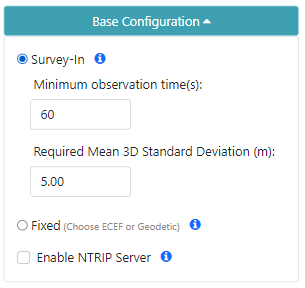 Base Configuration
Survey-In
Minimum observation time(s):
60
Required Mean 3D Standard Deviation (m):
5.00
Fixed (Choose ECEF or Geodetic)
Enable NTRIP Server